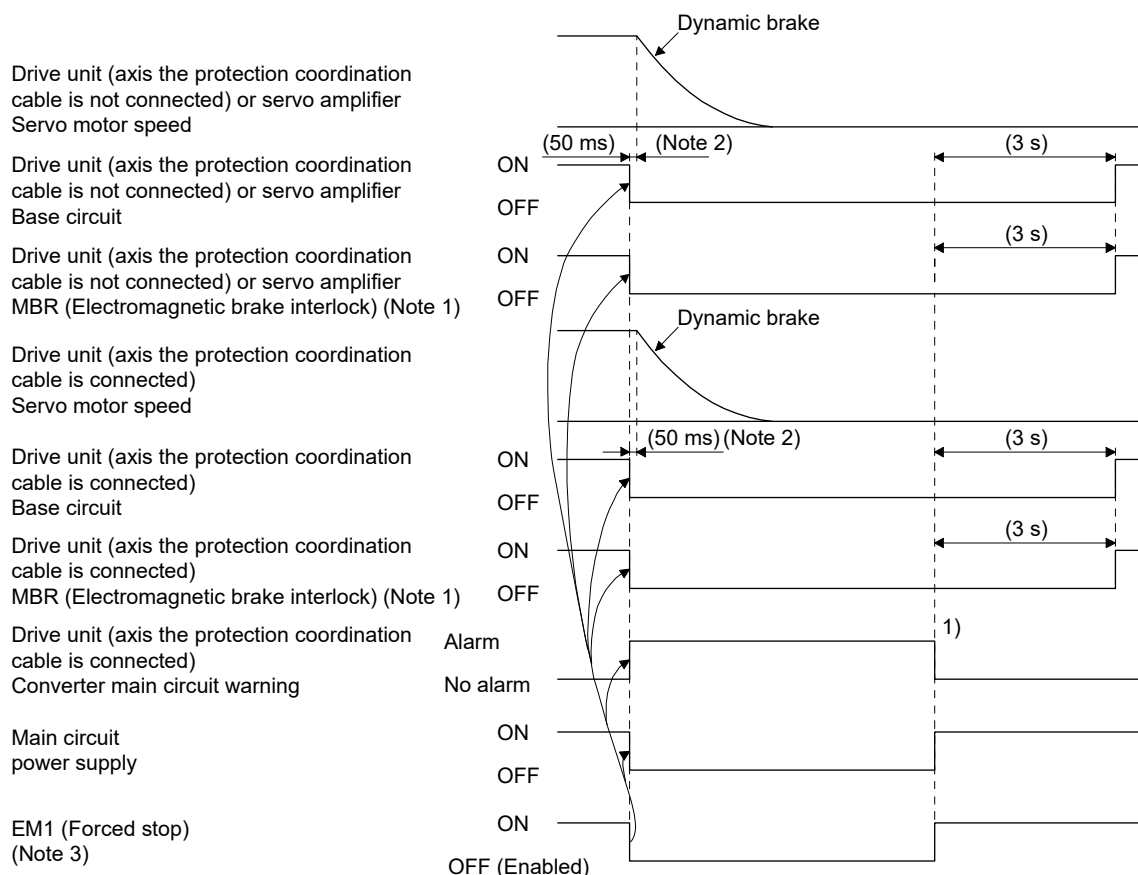 Dynamic brake
Drive unit (axis the protection coordination
cable is not connected) or servo amplifier
Servo motor speed
(50 ms) (Note 2) (3 s)
Drive unit (axis the protection coordination
cable is not connected) or servo amplifier
Base circuit
ON
OFF
(3 s)
Drive unit (axis the protection coordination
cable is not connected) or servo amplifier
MBR (Electromagnetic brake interlock) (Note 1)
ON
OFF
Dynamic brake
Drive unit (axis the protection coordination
cable is connected)
Servo motor speed
(50 ms) (Note 2) (3 s)
Drive unit (axis the protection coordination
cable is connected)
Base circuit
ON
OFF
(3 s)
Drive unit (axis the protection coordination
cable is connected)
MBR (Electromagnetic brake interlock) (Note 1)
ON
OFF
1)
Drive unit (axis the protection coordination
cable is connected)
Converter main circuit warning
Alarm
No alarm
Main circuit
power supply
ON
OFF
EM1 (Forced stop)
(Note 3)
ON
OFF (Enabled)